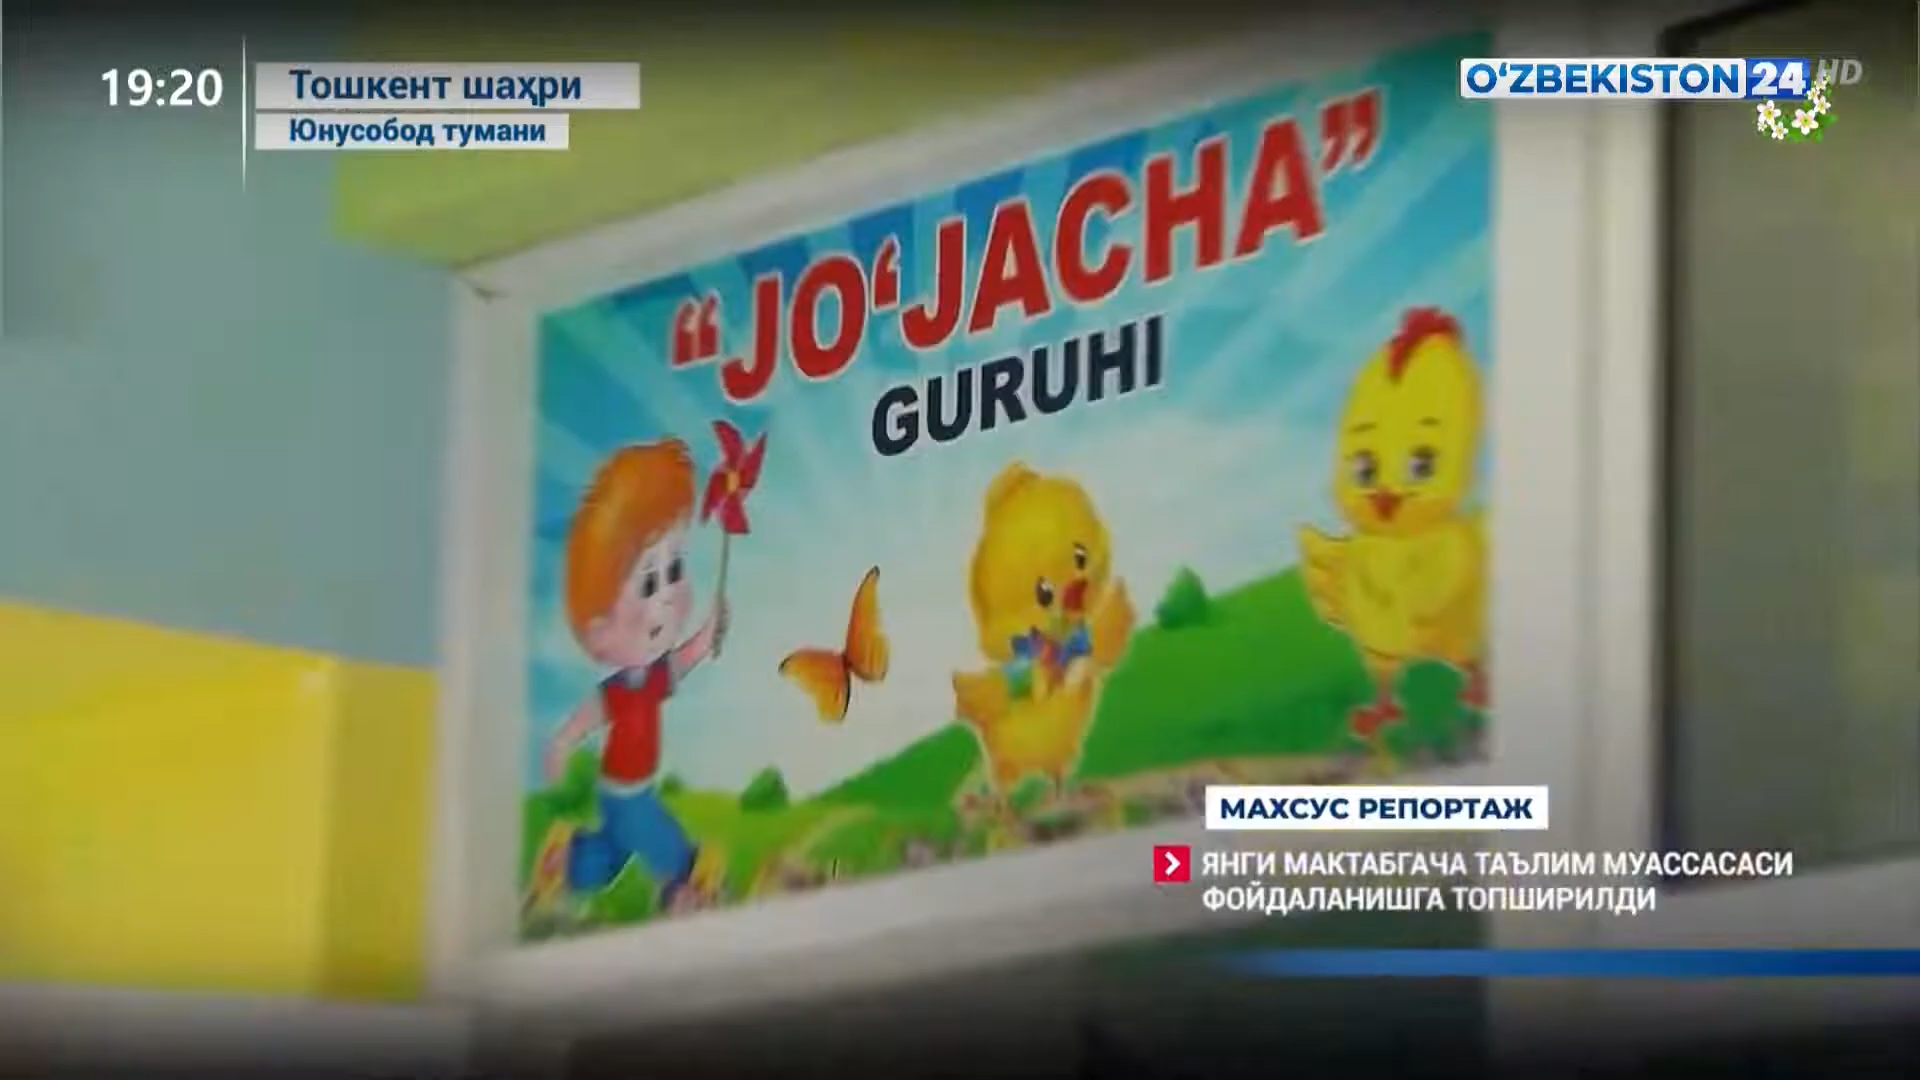 19:20
Тошкент шаҳри
Юнусобод тумани
O‘ZBEKISTON 24 HD
“JO‘JACHA”
GURUHI
МАХСУС РЕПОРТАЖ
ЯНГИ МАКТАБГАЧА ТАЪЛИМ МУАССАСАСИ
ФОЙДАЛАНИШГА ТОПШИРИЛДИ